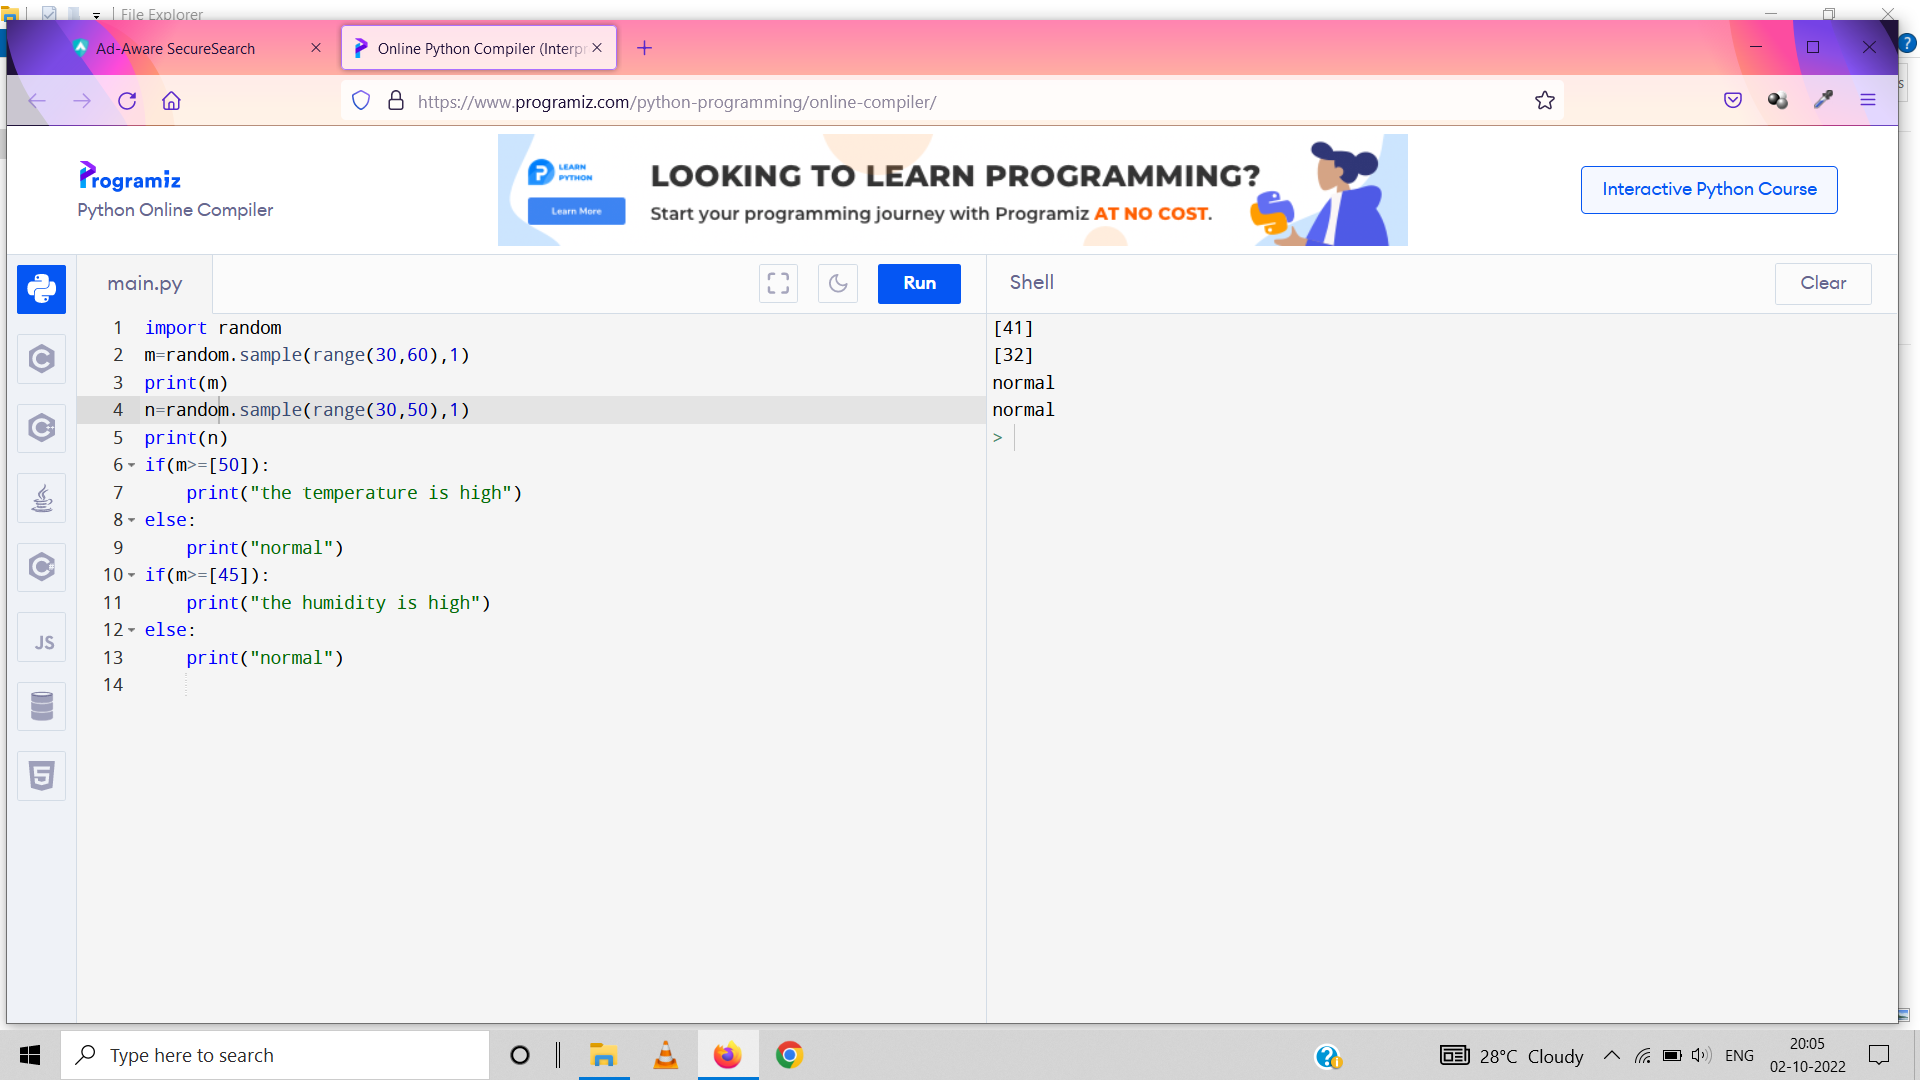 File Explorer
Ad-Aware SecureSearch
Online Python Compiler (Interpr
https://www.programiz.com/python-programming/online-compiler/
Programiz
Python Online Compiler
LEARN
PYTHON
Learn More
LOOKING TO LEARN PROGRAMMING?
Start your programming journey with Programiz AT NO COST.
Interactive Python Course
main.py
Run
Shell
Clear
1 import random
2 m=random.sample(range(30,60),1)
3 print(m)
4 n=random.sample(range(30,50),1)
5 print(n)
6 if(m>=[50]):
7     print("the temperature is high")
8 else:
9     print("normal")
10 if(m>=[45]):
11     print("the humidity is high")
12 else:
13     print("normal")
14
[41]
[32]
normal
normal
>
JS
Type here to search
28°C Cloudy
ENG
20:05
02-10-2022